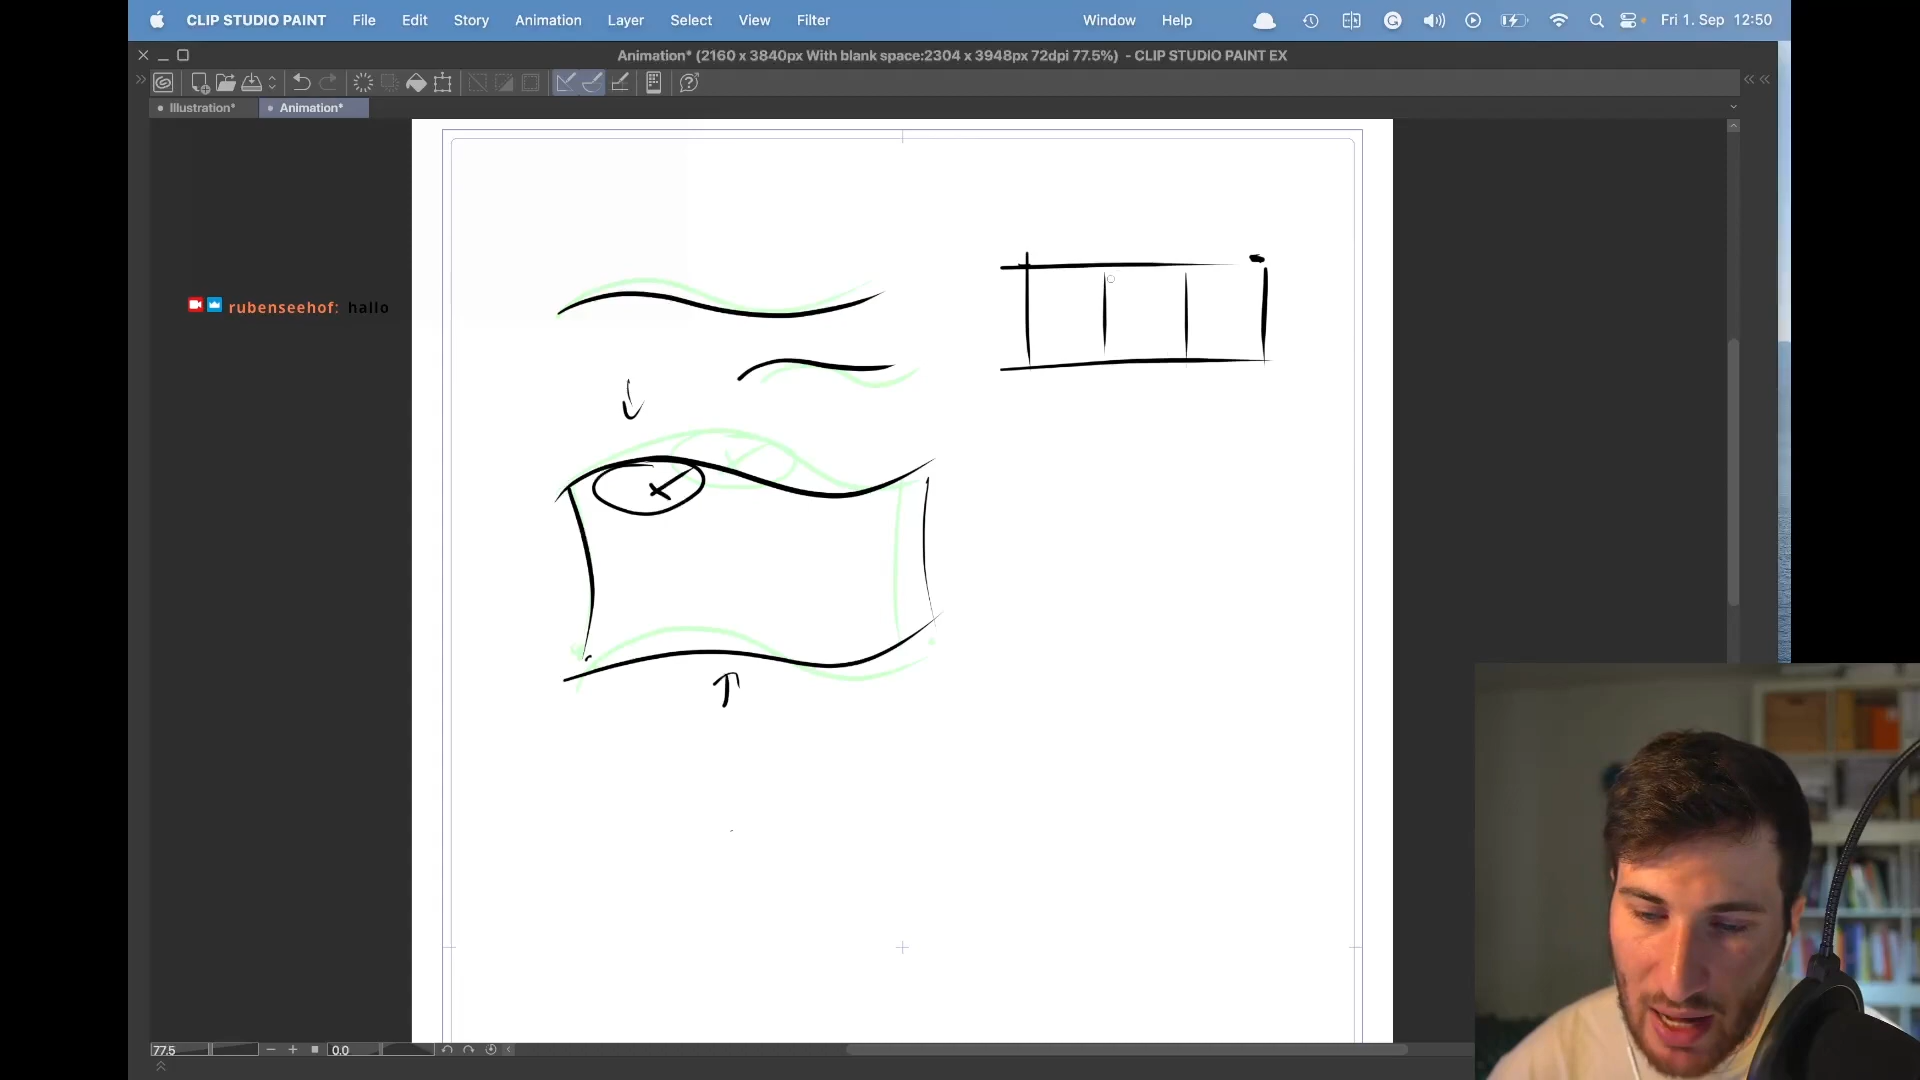 CLIP STUDIO PAINT File Edit Story Animation Layer Select View Filter Window Help Fri 1. Sep 12:50
Animation* (2160 x 3840px With blank space:2304 x 3948px 72dpi 77.5%) - CLIP STUDIO PAINT EX
Illustration* Animation*
rubenseehof: hallo
77.5 0.0